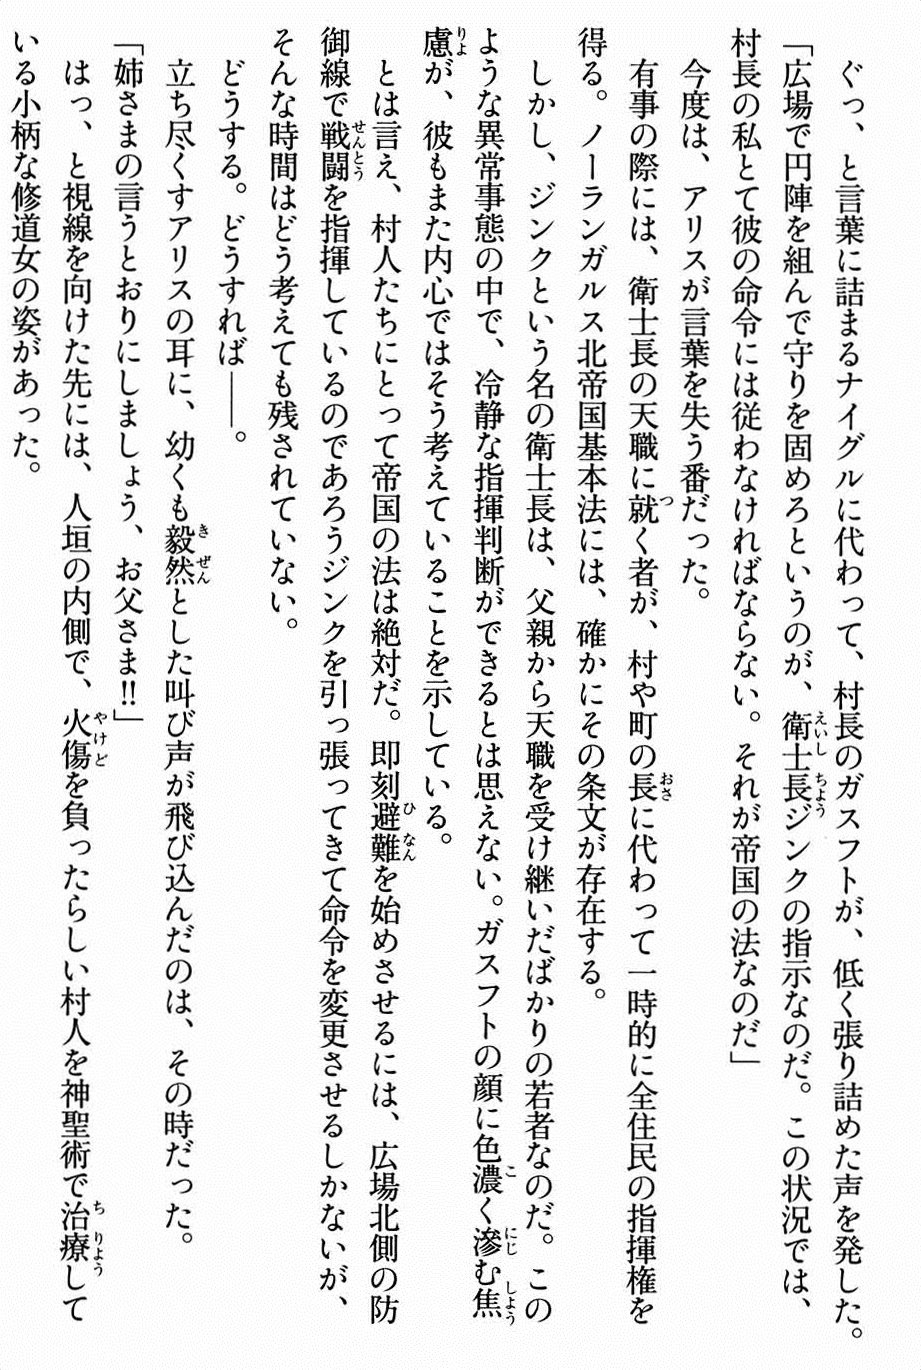 ぐっ、と言葉に詰まるナイグルに代わって、村長のガスフトが、低く張り詰めた声を発した。
「広場で円陣を組んで守りを固めろというのが、衛士長ジンクの指示なのだ。この状況では、
村長の私とて彼の命令には従わなければならない。それが帝国の法なのだ」
今度は、アリスが言葉を失う番だった。
有事の際には、衛士長の天職に就く者が、村や町の長に代わって一時的に全住民の指揮権を
得る。ノーランガルス北帝国基本法には、確かにその条文が存在する。
しかし、ジンクという名の衛士長は、父親から天職を受け継いだばかりの若者なのだ。この
ような異常事態の中で、冷静な指揮判断ができるとは思えない。ガスフトの顔に色濃く滲む焦
慮が、彼もまた内心ではそう考えていることを示している。
とは言え、村人たちにとって帝国の法は絶対だ。即刻避難を始めさせるには、広場北側の防
御線で戦闘を指揮しているのであろうジンクを引っ張ってきて命令を変更させるしかないが、
そんな時間はどう考えても残されていない。
どうする。どうすれば——。
立ち尽くすアリスの耳に、幼くも毅然とした叫び声が飛び込んだのは、その時だった。
「姉さまの言うとおりにしましょう、お父さま!!」
はっ、と視線を向けた先には、人垣の内側で、火傷を負ったらしい村人を神聖術で治療して
いる小柄な修道女の姿があった。